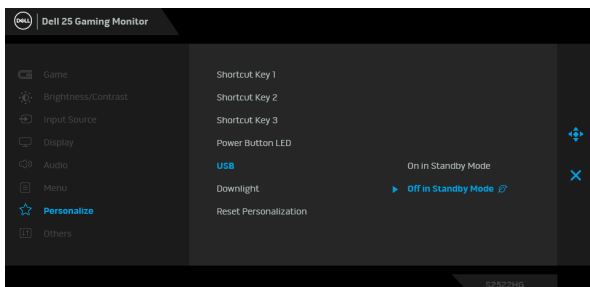 DELL Dell 25 Gaming Monitor
Game
Brightness/Contrast
Input Source
Display
Audio
Menu
Personalize
Others
Shortcut Key 1
Shortcut Key 2
Shortcut Key 3
Power Button LED
USB
Downlight
Reset Personalization
On in Standby Mode
Off in Standby Mode
S2522HG